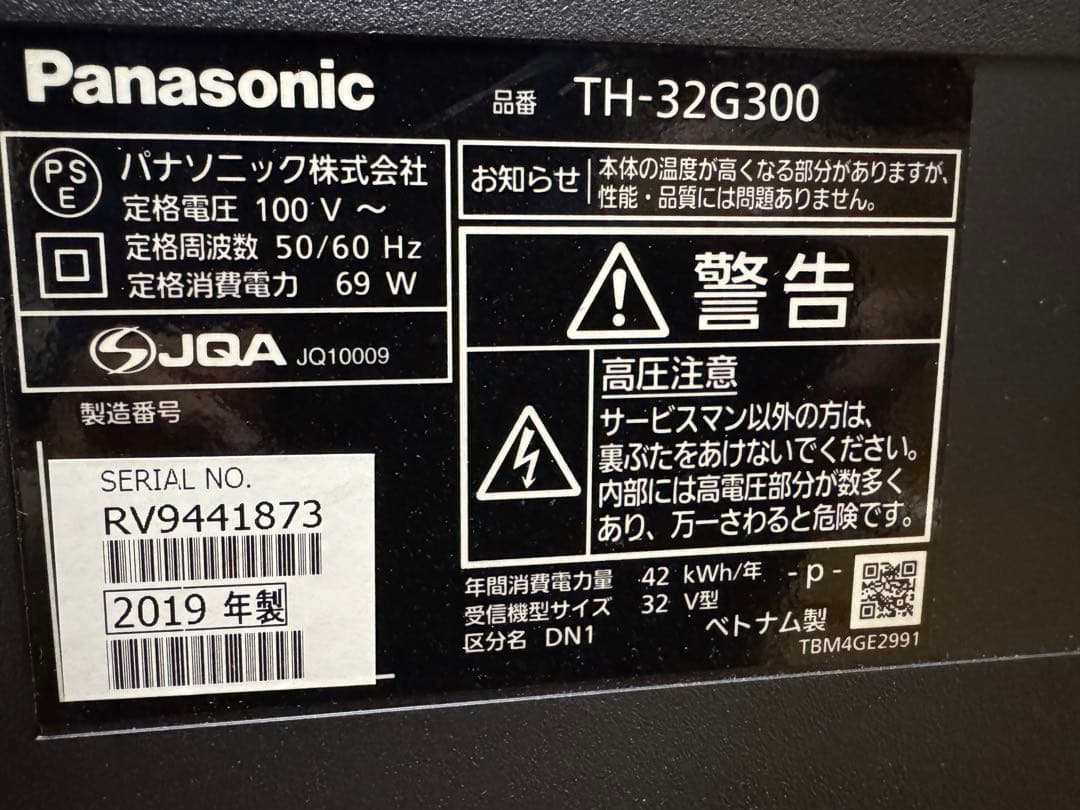 Panasonic
品番 TH-32G300
PS
E
パナソニック株式会社
定格電圧 100 V ～
定格周波数 50/60 Hz
定格消費電力 69 W
JQA JQ10009
お知らせ
本体の温度が高くなる部分がありますが、
性能・品質には問題ありません。
警告
高圧注意
サービスマン以外の方は、
裏ぶたをあけないでください。
内部には高電圧部分が数多く
あり、万一さわると危険です。
製造番号
SERIAL NO.
RV9441873
2019 年製
年間消費電力量 42 kWh/年
受信機型サイズ 32 V型
区分名 DN1
-p-
ベトナム製
TBM4GE2991